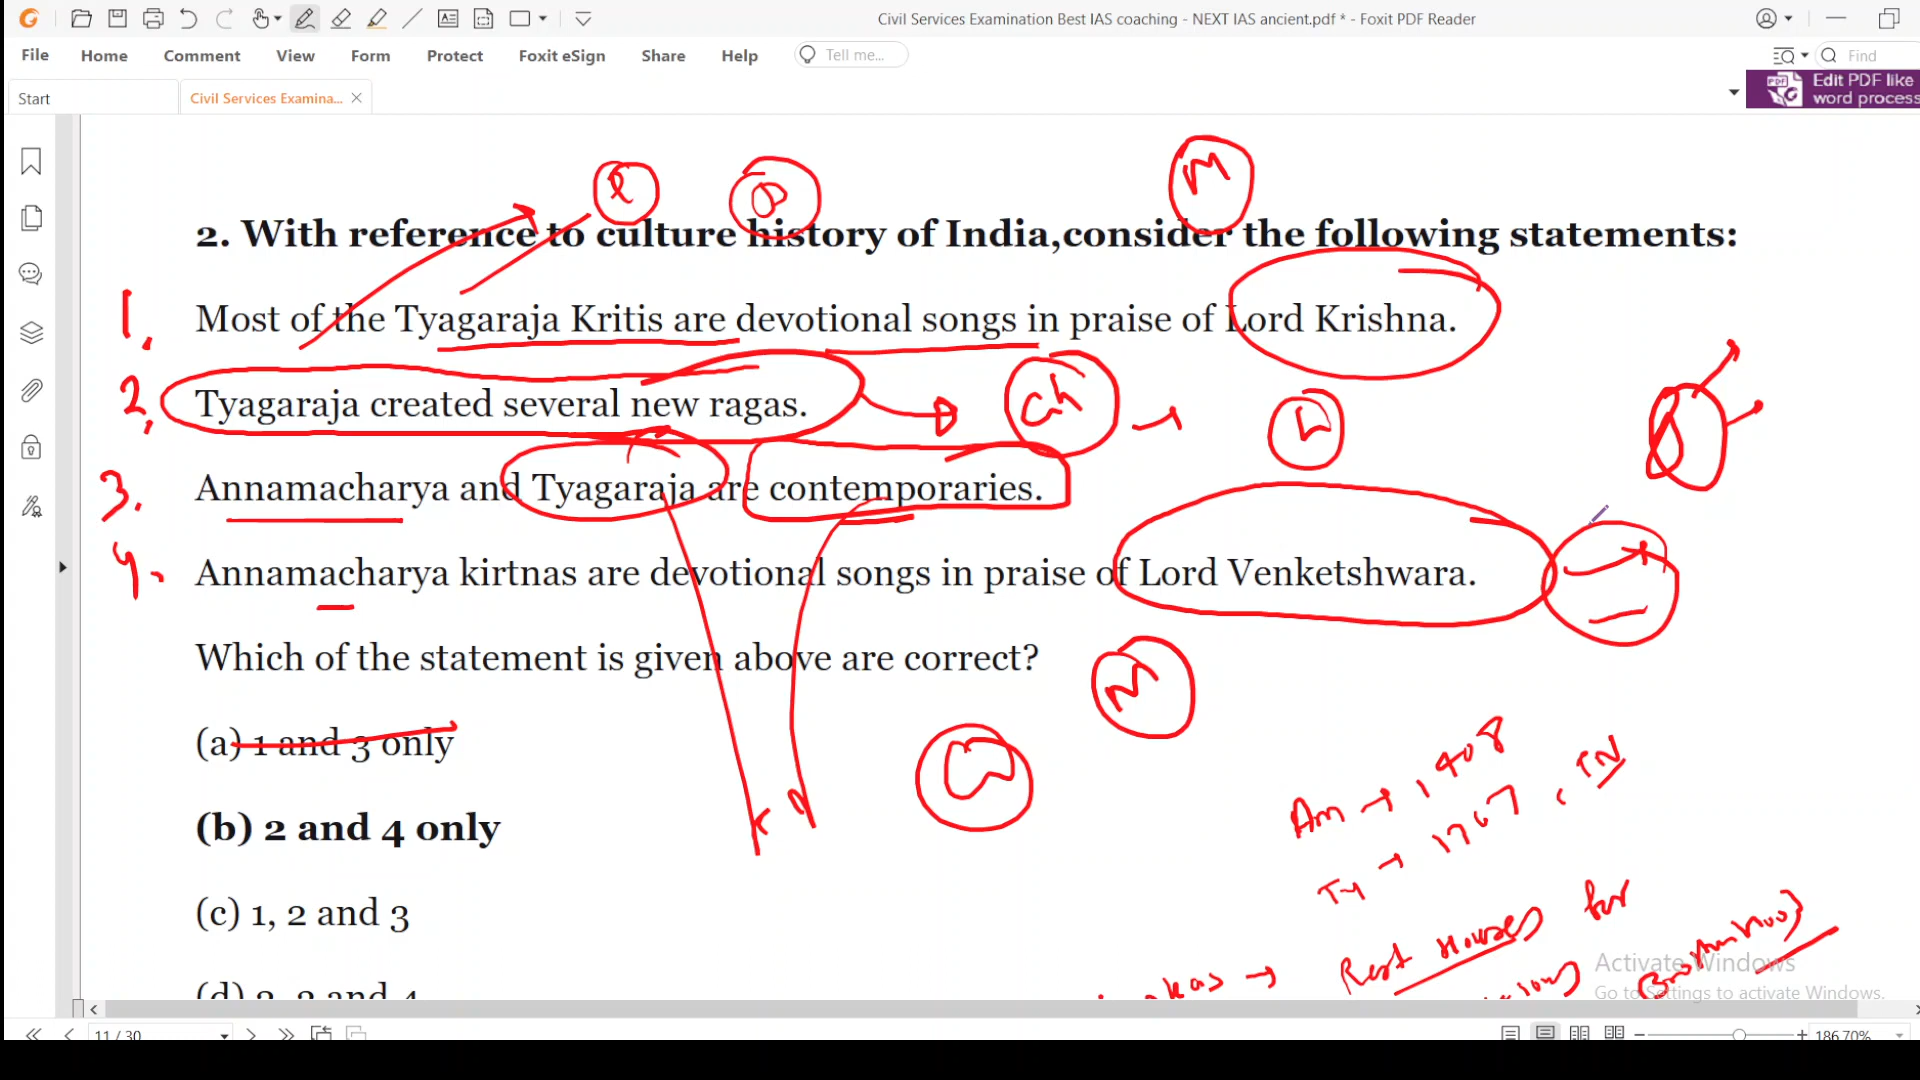 Civil Services Examination Best IAS coaching - NEXT IAS ancient.pdf * - Foxit PDF Reader
File Home Comment View Form Protect Foxit eSign Share Help Tell me... Find
Start Civil Services Examina... Edit PDF like
word process
R M
2. With reference to culture history of India,consider the following statements:
1. Most of the Tyagaraja Kritis are devotional songs in praise of Lord Krishna.
2. Tyagaraja created several new ragas.
3. Annamacharya and Tyagaraja are contemporaries.
4. Annamacharya kirtnas are devotional songs in praise of Lord Venketshwara.
Which of the statement is given above are correct?
M
(a) 1 and 3 only
Am → 1408
TN
(b) 2 and 4 only
Ty → 1767
(c) 1, 2 and 3
Rest Houses for
Activate Windows
Go to Settings to activate Windows.
(d) 2, 3 and 4
11 / 30 186.70%